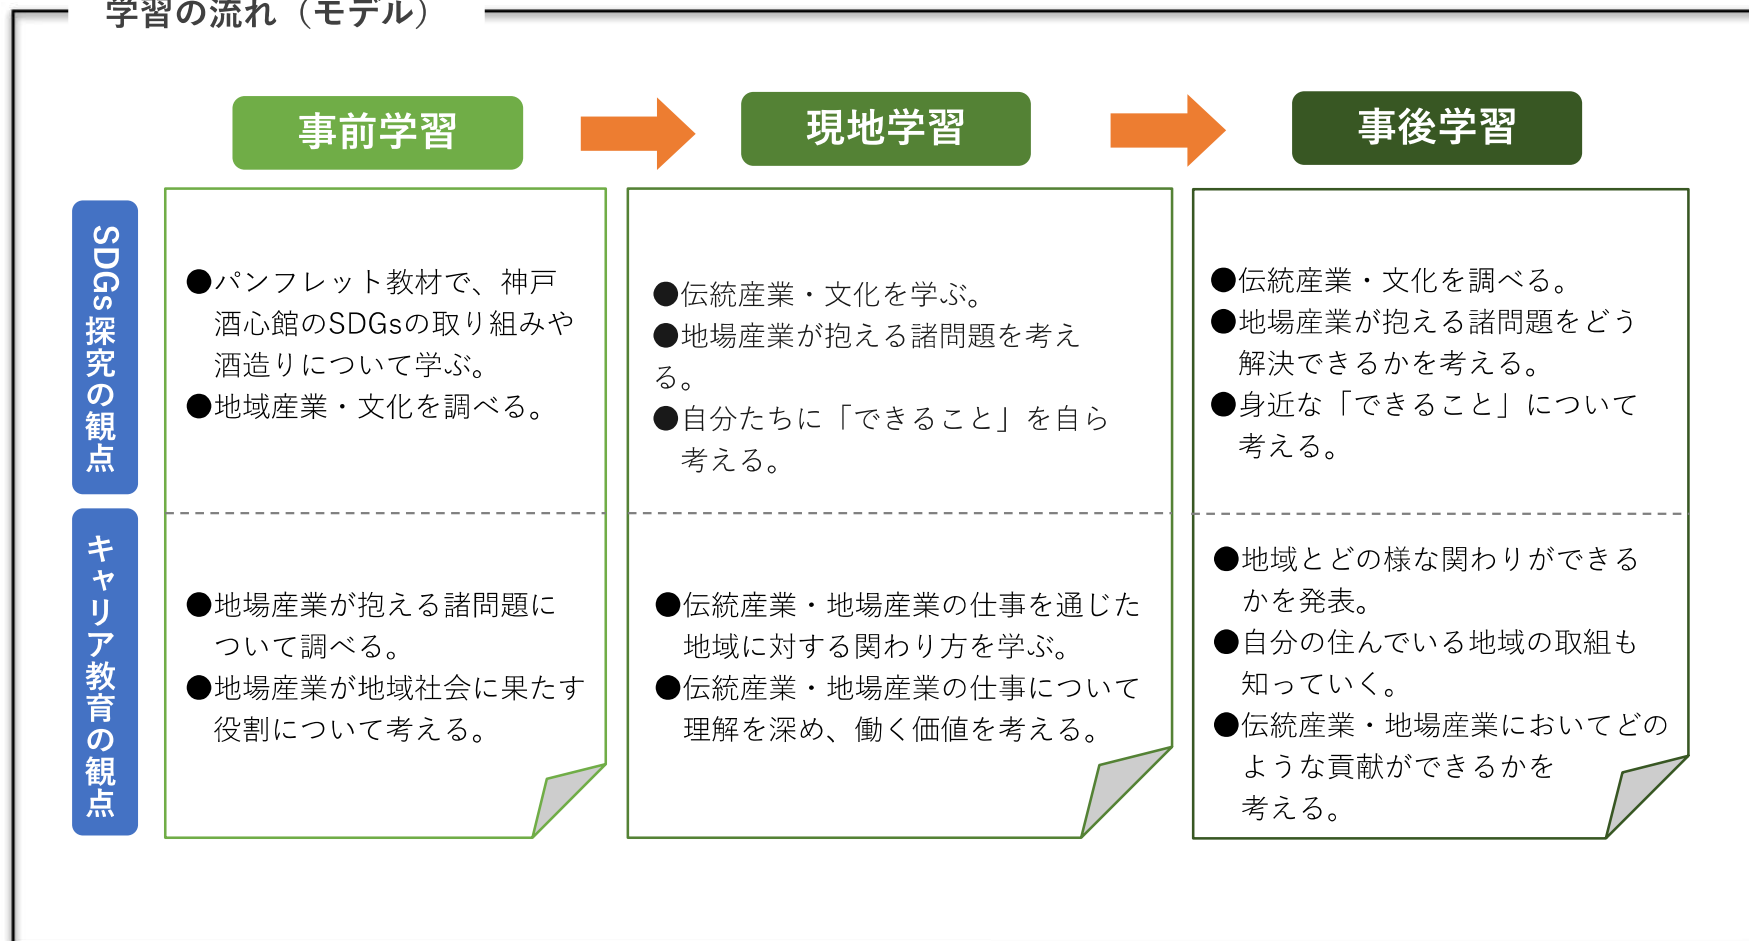 学習の流れ（モデル）
事前学習
現地学習
事後学習
SDGs探究の観点
●パンフレット教材で、神戸
酒心館のSDGsの取り組みや
酒造りについて学ぶ。
●地域産業・文化を調べる。
●伝統産業・文化を学ぶ。
●地場産業が抱える諸問題を考え
る。
●自分たちに「できること」を自ら
考える。
●伝統産業・文化を調べる。
●地場産業が抱える諸問題をどう
解決できるかを考える。
●身近な「できること」について
考える。
キャリア教育の観点
●地場産業が抱える諸問題に
ついて調べる。
●地場産業が地域社会に果たす
役割について考える。
●伝統産業・地場産業の仕事を通じた
地域に対する関わり方を学ぶ。
●伝統産業・地場産業の仕事について
理解を深め、働く価値を考える。
●地域とどの様な関わりができる
かを発表。
●自分の住んでいる地域の取組も
知っていく。
●伝統産業・地場産業においてどの
ような貢献ができるかを
考える。